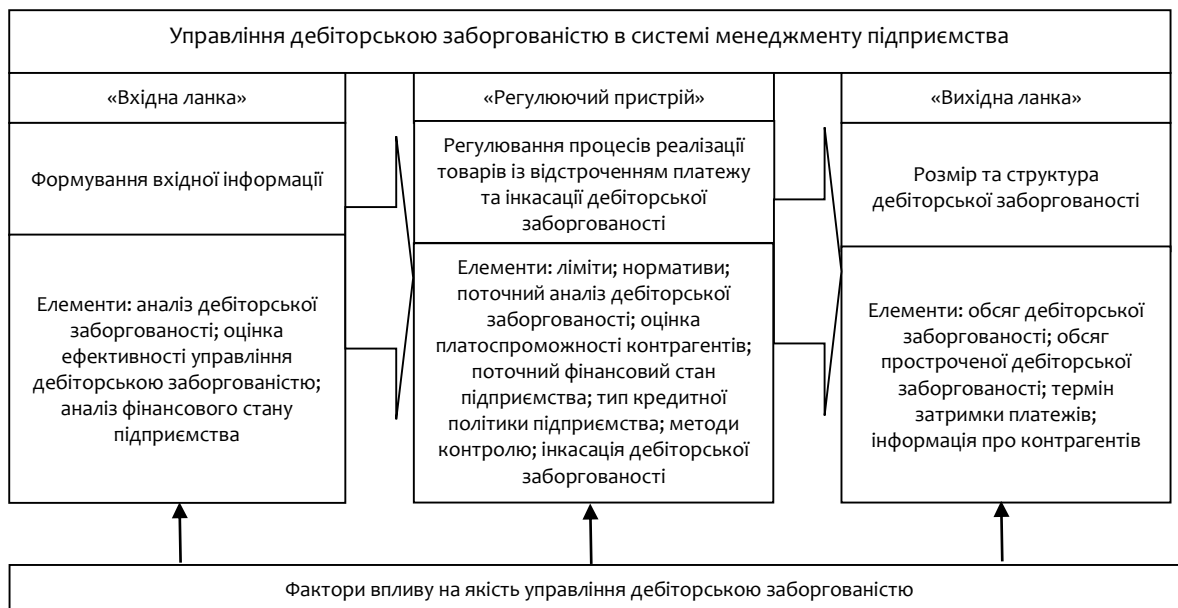 Управління дебіторською заборгованістю в системі менеджменту підприємства
«Вхідна ланка»
Формування вхідної інформації
Елементи: аналіз дебіторської
заборгованості; оцінка
ефективності управління
дебіторською заборгованістю;
аналіз фінансового стану
підприємства
«Регулюючий пристрій»
Регулювання процесів реалізації
товарів із відстроченням платежу
та інкасації дебіторської
заборгованості
Елементи: ліміти; нормативи;
поточний аналіз дебіторської
заборгованості; оцінка
платоспроможності контрагентів;
поточний фінансовий стан
підприємства; тип кредитної
політики підприємства; методи
контролю; інкасація дебіторської
заборгованості
«Вихідна ланка»
Розмір та структура
дебіторської заборгованості
Елементи: обсяг дебіторської
заборгованості; обсяг
простроченої дебіторської
заборгованості; термін
затримки платежів;
інформація про контрагентів
Фактори впливу на якість управління дебіторською заборгованістю